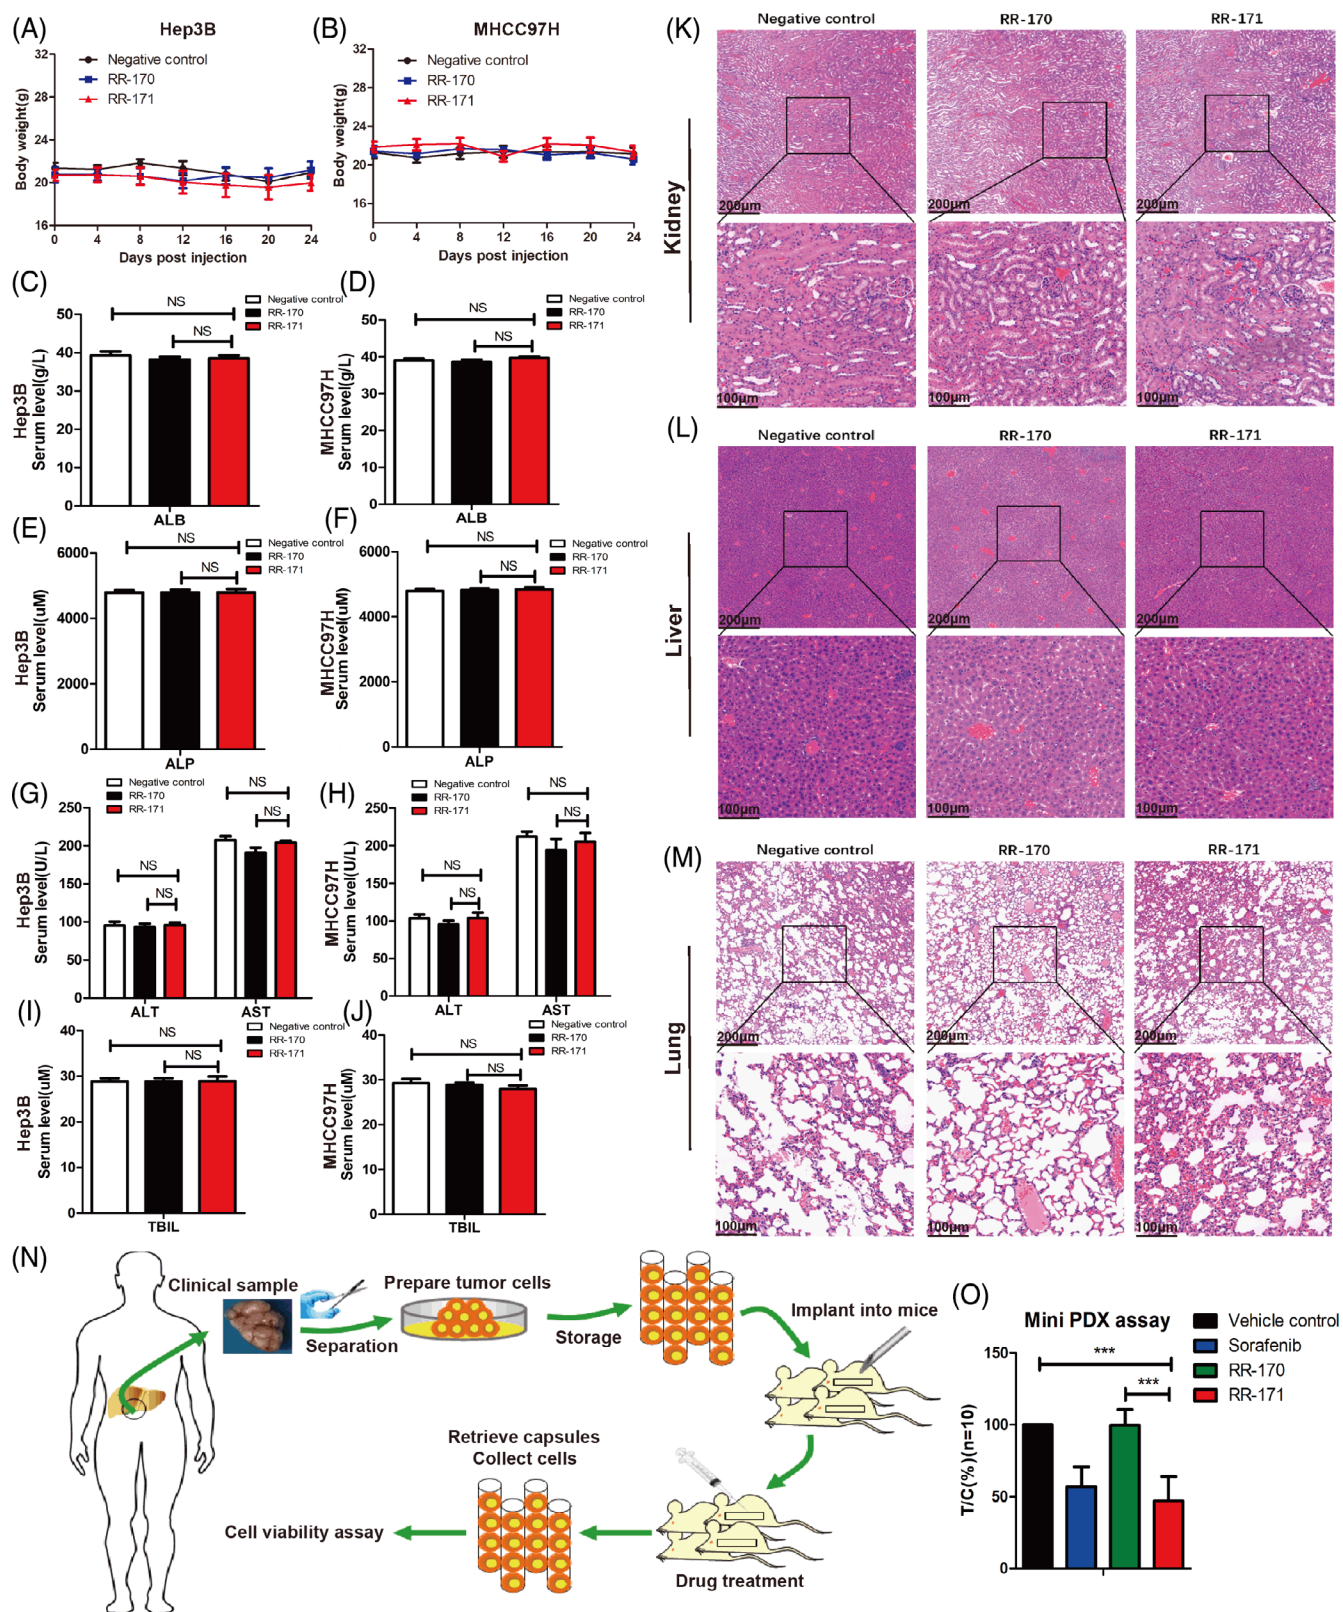 (A)
Hep3B
Negative control
RR-170
RR-171
Body weight(g)
32
28
24
20
16
0 4 8 12 16 20 24
Days post injection
(B)
MHCC97H
Negative control
RR-170
RR-171
Body weight(g)
32
28
24
20
16
0 4 8 12 16 20 24
Days post injection
(C)
Negative control
RR-170
RR-171
NS
NS
Hep3B
Serum level(g/L)
50
40
30
20
10
0
ALB
(D)
Negative control
RR-170
RR-171
NS
NS
MHCC97H
Serum level(g/L)
50
40
30
20
10
0
ALB
(E)
Negative control
RR-170
RR-171
NS
NS
Hep3B
Serum level(uM)
6000
4000
2000
0
ALP
(F)
Negative control
RR-170
RR-171
NS
NS
MHCC97H
Serum level(uM)
6000
4000
2000
0
ALP
(G)
Negative control
RR-170
RR-171
NS
NS
NS
NS
Hep3B
Serum level(U/L)
250
200
150
100
50
0
ALT AST
(H)
Negative control
RR-170
RR-171
NS
NS
NS
NS
MHCC97H
Serum level(U/L)
250
200
150
100
50
0
ALT AST
(I)
Negative control
RR-170
RR-171
NS
NS
Hep3B
Serum level(uM)
40
30
20
10
0
TBIL
(J)
Negative control
RR-170
RR-171
NS
NS
MHCC97H
Serum level(uM)
40
30
20
10
0
TBIL
(K)
Negative control RR-170 RR-171
Kidney
200μm 200μm 200μm
100μm 100μm 100μm
(L)
Negative control RR-170 RR-171
Liver
200μm 200μm 200μm
100μm 100μm 100μm
(M)
Negative control RR-170 RR-171
Lung
200μm 200μm 200μm
100μm 100μm 100μm
(N)
Clinical sample
Separation
Prepare tumor cells
Storage
Implant into mice
Drug treatment
Retrieve capsules
Collect cells
Cell viability assay
(O)
Mini PDX assay
Vehicle control
Sorafenib
RR-170
RR-171
***
***
T/C(%)(n=10)
150
100
50
0